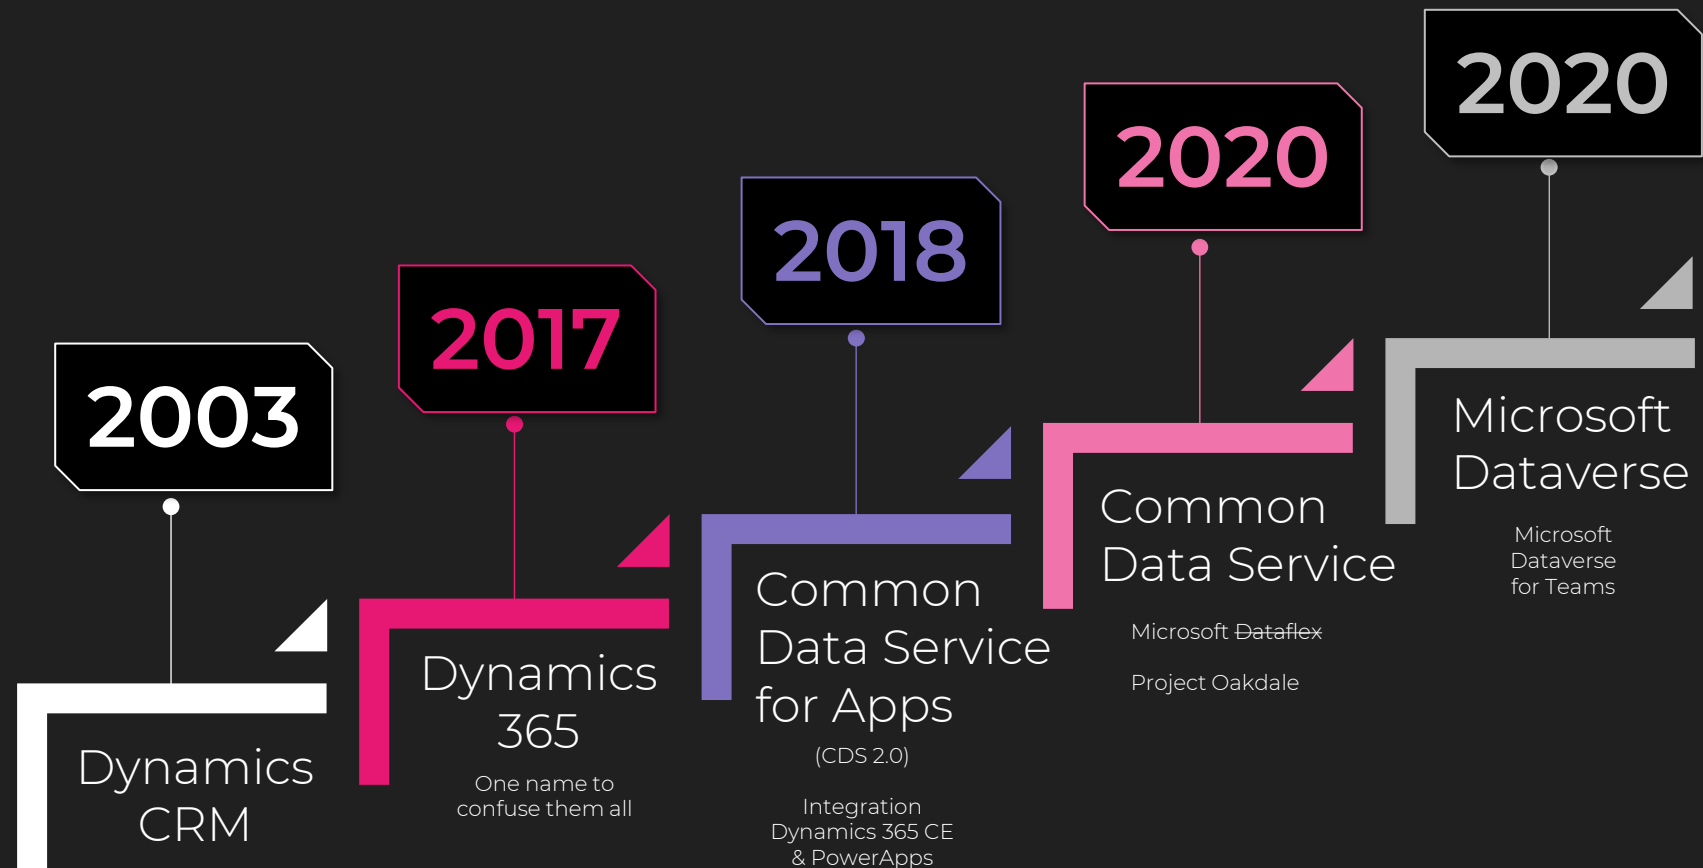 2003
Dynamics
CRM
2017
Dynamics
365
One name to
confuse them all
2018
Common
Data Service
for Apps
(CDS 2.0)
Integration
Dynamics 365 CE
& PowerApps
2020
Common
Data Service
Microsoft Dataflex
Project Oakdale
2020
Microsoft
Dataverse
Microsoft
Dataverse
for Teams